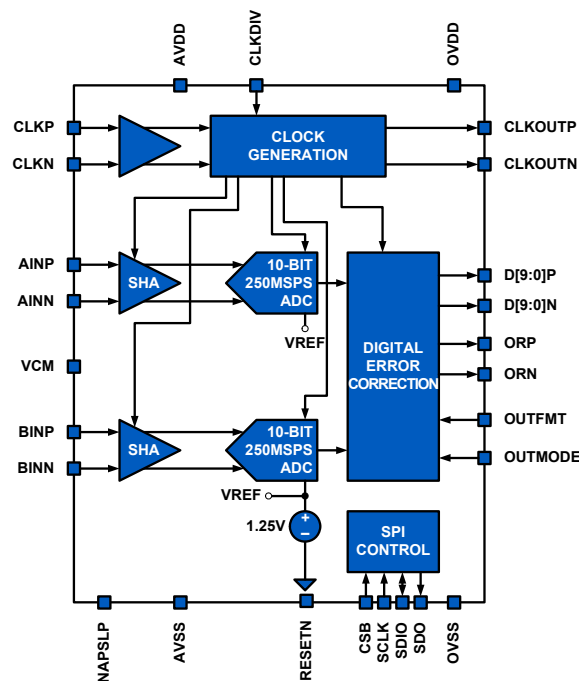 AVDD
CLKDIV
OVDD
CLKP
CLKN
CLOCK
GENERATION
CLKOUTP
CLKOUTN
AINP
AINN
SHA
10-BIT
250MSPS
ADC
VREF
VCM
DIGITAL
ERROR
CORRECTION
D[9:0]P
D[9:0]N
ORP
ORN
OUTFMT
OUTMODE
BINP
BINN
SHA
10-BIT
250MSPS
ADC
VREF
1.25V
+
−
SPI
CONTROL
NAPSLP
AVSS
RESETN
CSB
SCLK
SDIO
SDO
OVSS